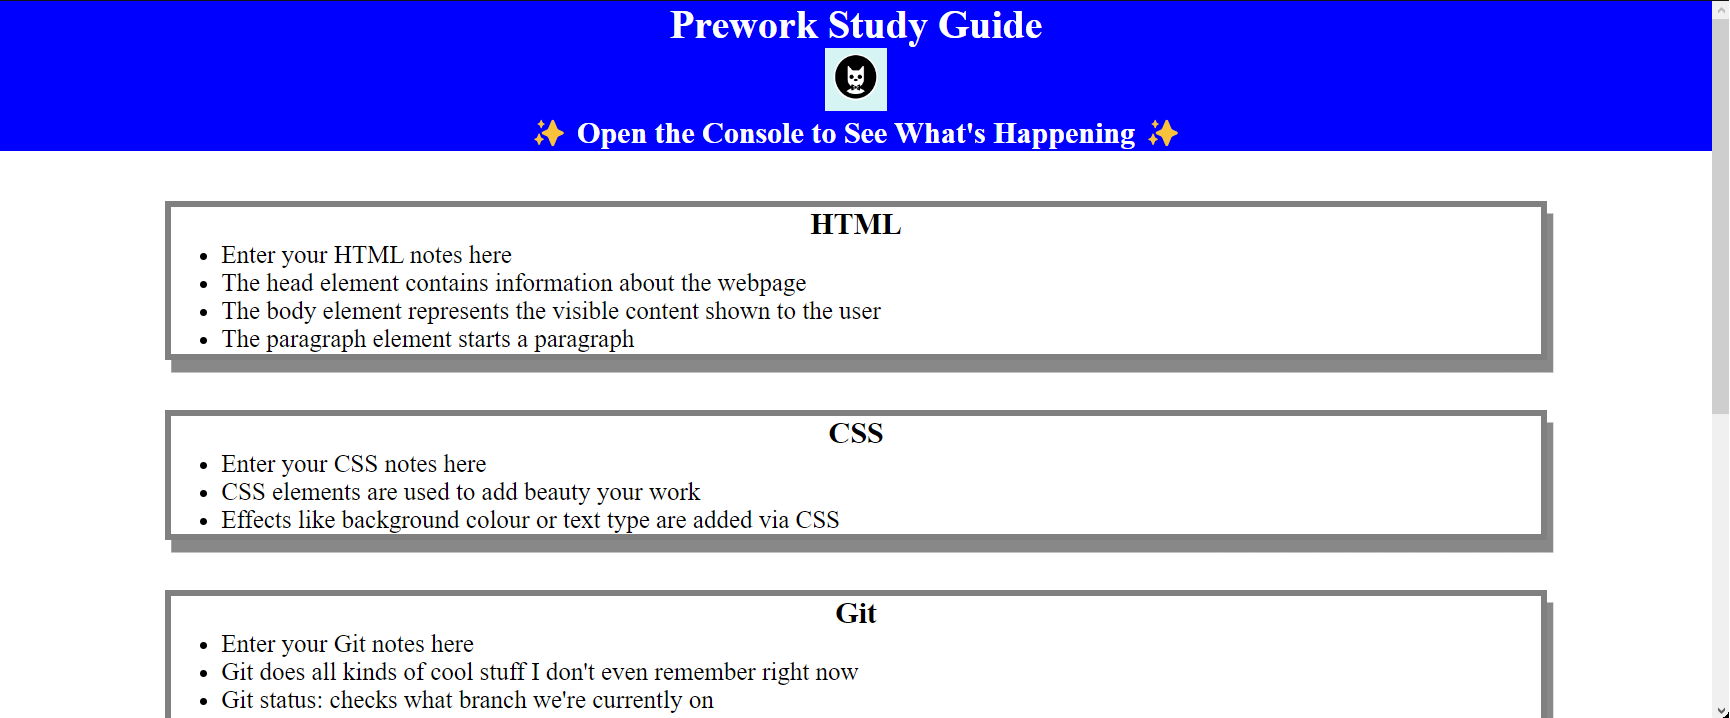 Prework Study Guide
✨ Open the Console to See What's Happening ✨
HTML
• Enter your HTML notes here
• The head element contains information about the webpage
• The body element represents the visible content shown to the user
• The paragraph element starts a paragraph
CSS
• Enter your CSS notes here
• CSS elements are used to add beauty your work
• Effects like background colour or text type are added via CSS
Git
• Enter your Git notes here
• Git does all kinds of cool stuff I don't even remember right now
• Git status: checks what branch we're currently on